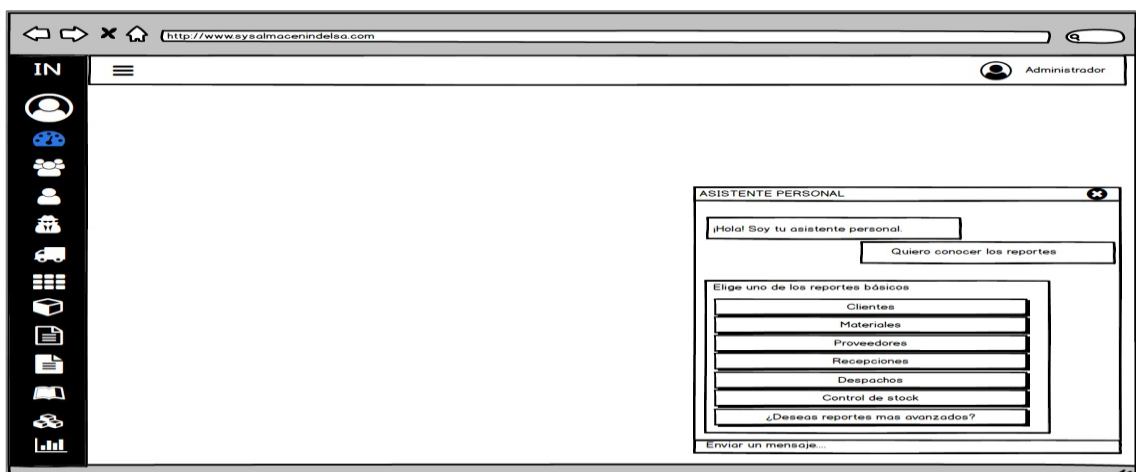 http://www.sysalmacenindelsa.com
IN
Administrador
ASISTENTE PERSONAL
¡Hola! Soy tu asistente personal.
Quiero conocer los reportes
Elige uno de los reportes básicos
Clientes
Materiales
Proveedores
Recepciones
Despachos
Control de stock
¿Deseas reportes mas avanzados?
Enviar un mensaje...